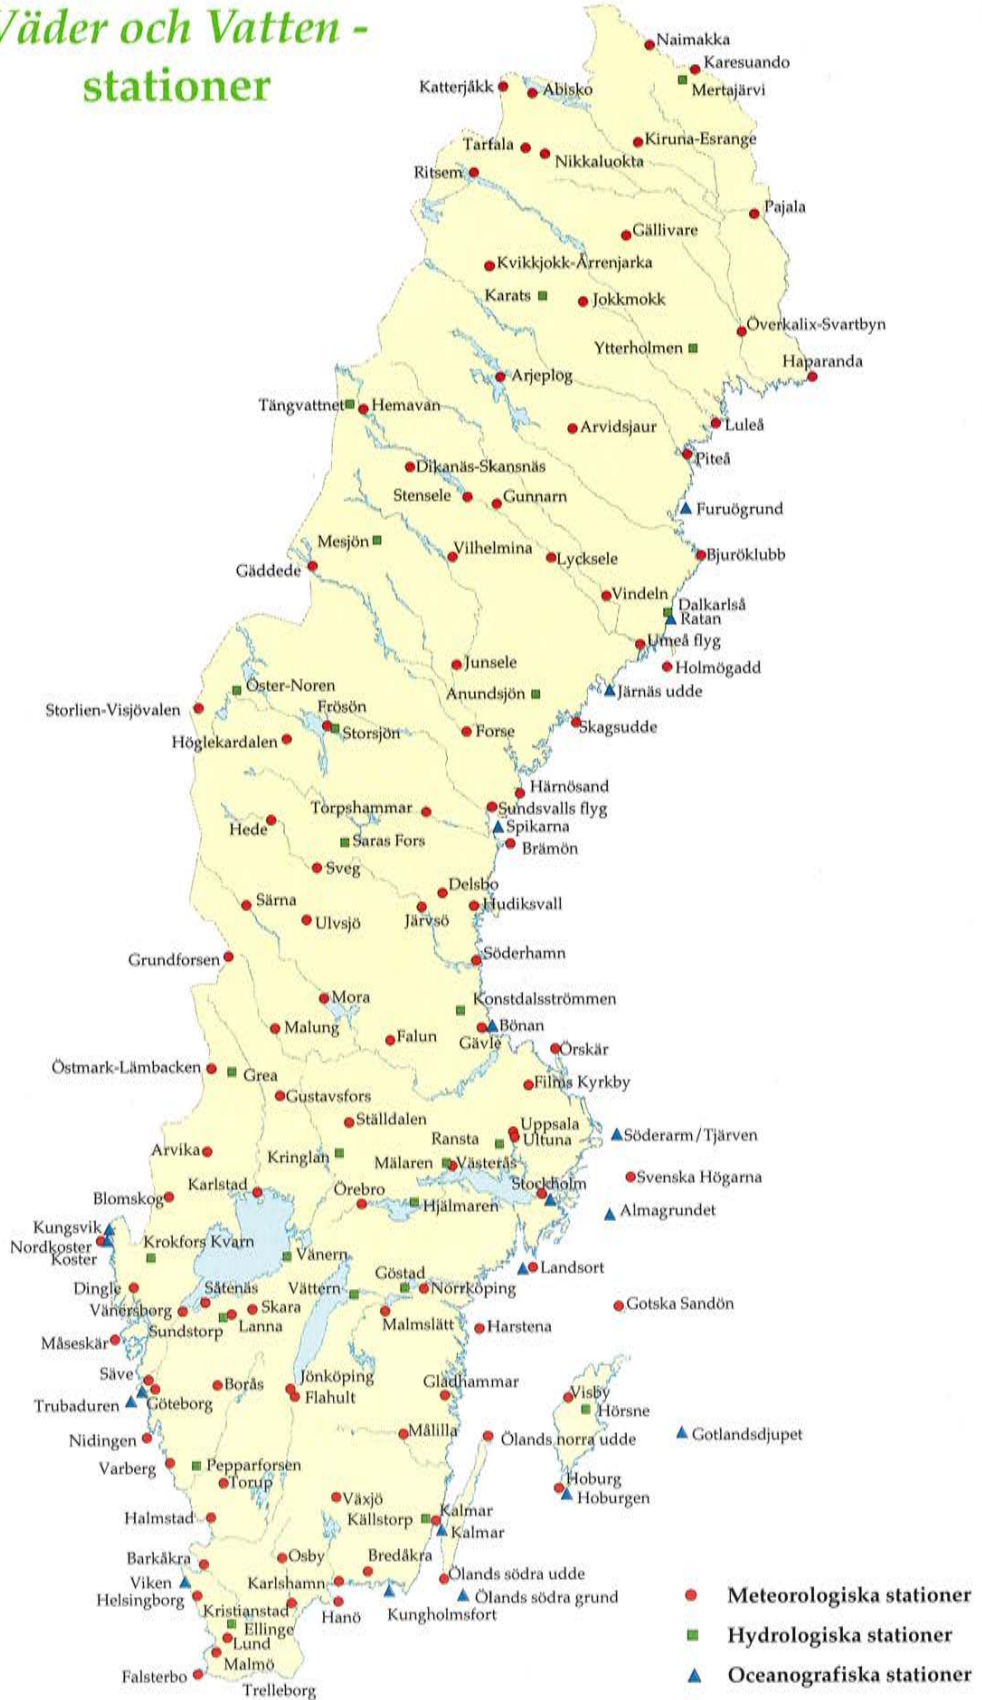 Väder och Vatten -
stationer
Naimakka
Karesuando
Katterjåkk
Abisko
Mertajärvi
Tarfala
Kiruna-Esrange
Nikkaluokta
Ritsem
Pajala
Gällivare
Kvikkjokk-Årrenjarka
Karats
Jokkmokk
Överkalix-Svartbyn
Ytterholmen
Haparanda
Arjeplog
Tängvattnet
Hemavan
Luleå
Arvidsjaur
Piteå
Dikanäs-Skansnäs
Stensele
Gunnarn
Furuögrund
Mesjön
Vilhelmina
Lycksele
Bjuröklubb
Gäddede
Vindeln
Dalkarlså
Ratan
Umeå flyg
Junsele
Holmögadd
Öster-Noren
Anundsjön
Järnäs udde
Storlien-Visjövalen
Frösön
Storsjön
Forse
Skagsudde
Höglekardalen
Härnösand
Torpshammar
Sundsvalls flyg
Hede
Spikarna
Saras Fors
Brämön
Sveg
Delsbo
Särna
Hudiksvall
Ulvsjö
Järvsö
Grundforsen
Söderhamn
Mora
Konstdalsströmmen
Malung
Falun
Bönan
Gävle
Örskär
Östmark-Lämbacken
Grea
Films Kyrkby
Gustavsfors
Ställdalen
Uppsala
Ransta
Ultuna
Söderarm/Tjärven
Arvika
Kringlan
Mälaren
Västerås
Svenska Högarna
Karlstad
Stockholm
Blomskog
Örebro
Hjälmaren
Almagrundet
Kungsvik
Nordkoster
Koster
Krokfors Kvarn
Vänern
Landsort
Göstad
Dingle
Såtenäs
Vättern
Norrköping
Gotska Sandön
Vänersborg
Skara
Sundstorp
Lanna
Malmslätt
Harstena
Måseskär
Säve
Jönköping
Borås
Gladhammar
Visby
Flahult
Trubaduren
Göteborg
Hörsne
Målilla
Gotlandsdjupet
Nidingen
Ölands norra udde
Varberg
Pepparforsen
Torup
Hoburg
Hoburgen
Växjö
Halmstad
Källstorp
Kalmar
Kalmar
Barkåkra
Osby
Bredåkra
Viken
Karlshamn
Ölands södra udde
Helsingborg
Ölands södra grund
Kristianstad
Hanö
Kungholmsfort
Ellinge
Lund
Malmö
Falsterbo
Trelleborg
Meteorologiska stationer
Hydrologiska stationer
Oceanografiska stationer